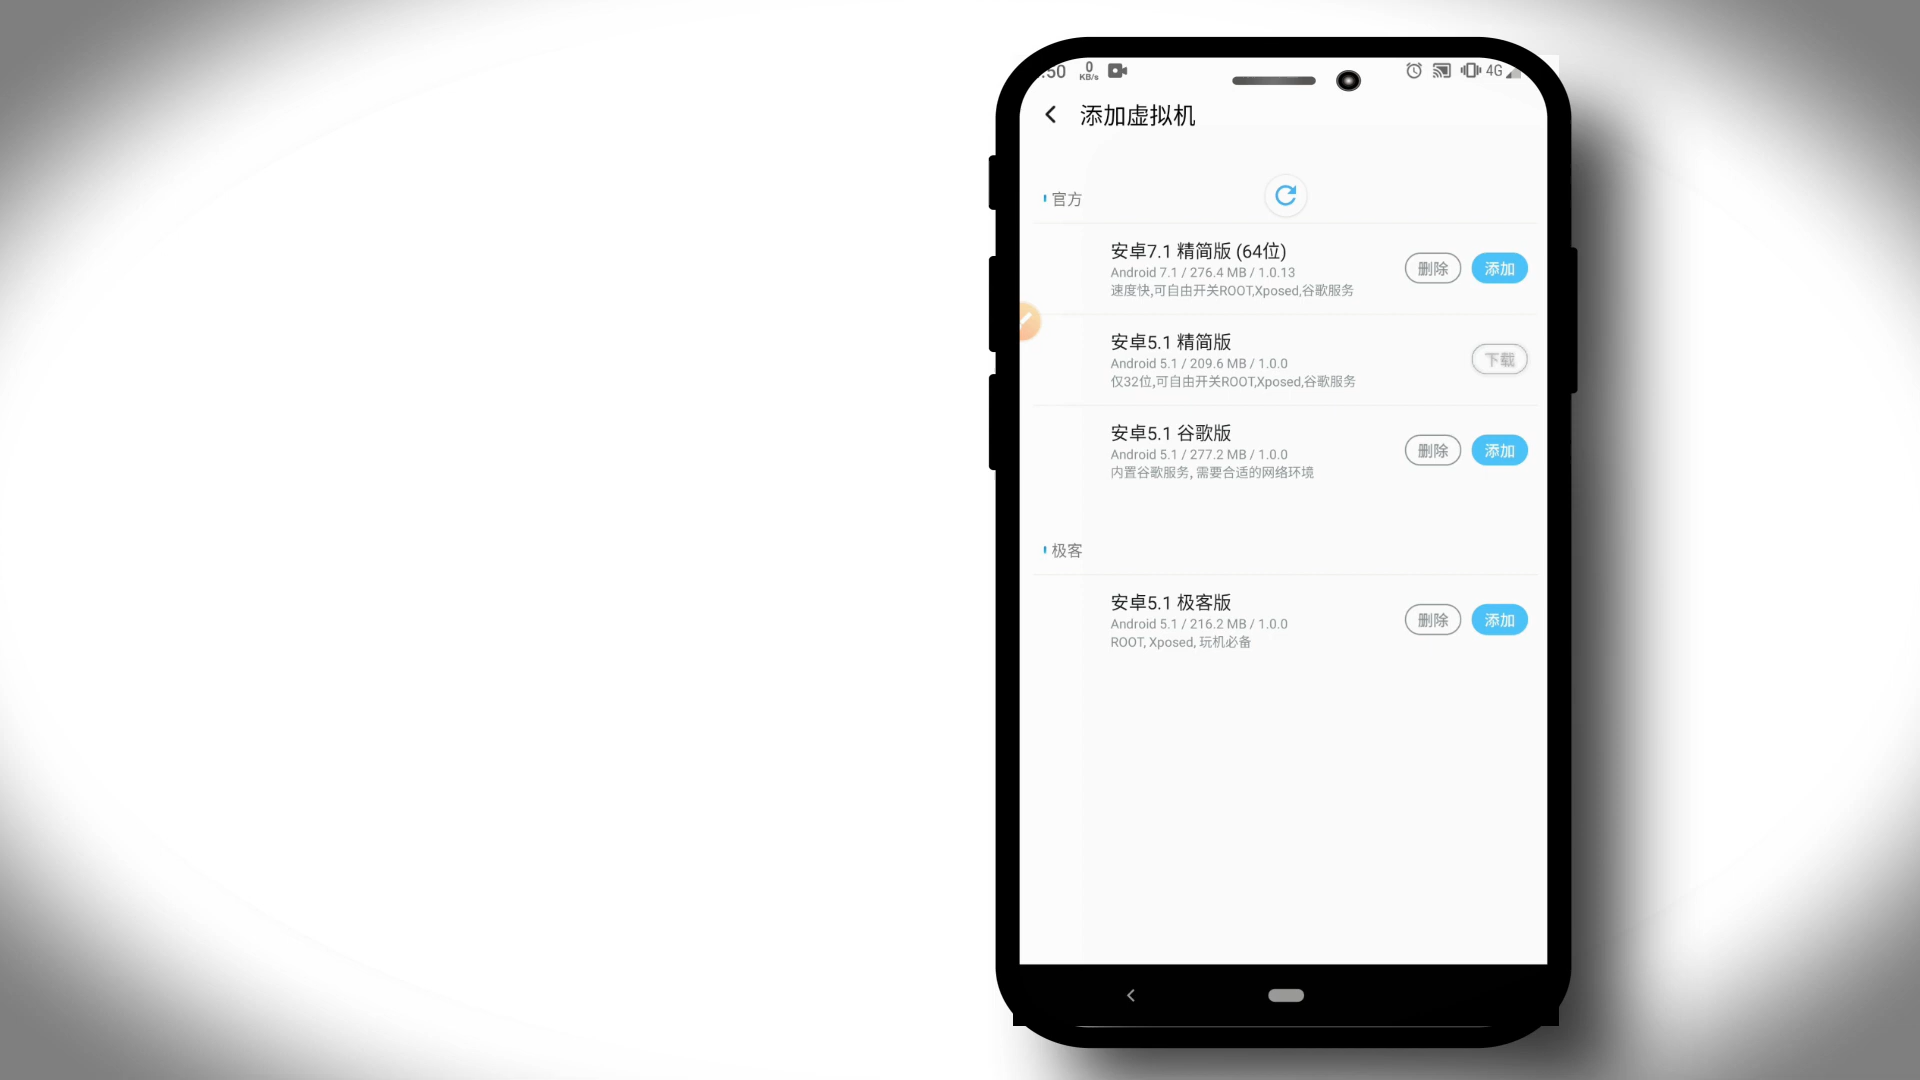 :50 0 KB/s 4G
添加虚拟机
官方
安卓7.1 精简版 (64位)
Android 7.1 / 276.4 MB / 1.0.13
速度快,可自由开关ROOT,Xposed,谷歌服务
删除 添加
安卓5.1 精简版
Android 5.1 / 209.6 MB / 1.0.0
仅32位,可自由开关ROOT,Xposed,谷歌服务
下载
安卓5.1 谷歌版
Android 5.1 / 277.2 MB / 1.0.0
内置谷歌服务, 需要合适的网络环境
删除 添加
极客
安卓5.1 极客版
Android 5.1 / 216.2 MB / 1.0.0
ROOT, Xposed, 玩机必备
删除 添加